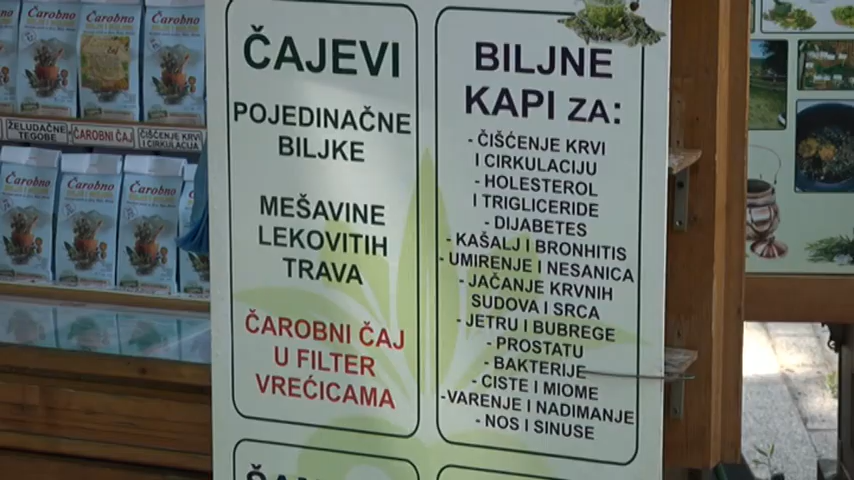 Čarobno
Čarobno
Čarobno
ŽELUDAČNE
TEGOBE
ČAROBNI ČAJ
ČIŠĆENJE KRVI
I CIRKULACIJA
Čarobno
Čarobno
Čarobno
ČAJEVI
POJEDINAČNE
BILJKE
MEŠAVINE
LEKOVITIH
TRAVA
ČAROBNI ČAJ
U FILTER
VREĆICAMA
BILJNE
KAPI ZA:
- ČIŠĆENJE KRVI
I CIRKULACIJU
- HOLESTEROL
I TRIGLICERIDE
- DIJABETES
- KAŠALJ I BRONHITIS
- UMIRENJE I NESANICA
- JAČANJE KRVNIH
SUDOVA I SRCA
- JETRU I BUBREGE
- PROSTATU
- BAKTERIJE
- CISTE I MIOME
-VARENJE I NADIMANJE
- NOS I SINUSE